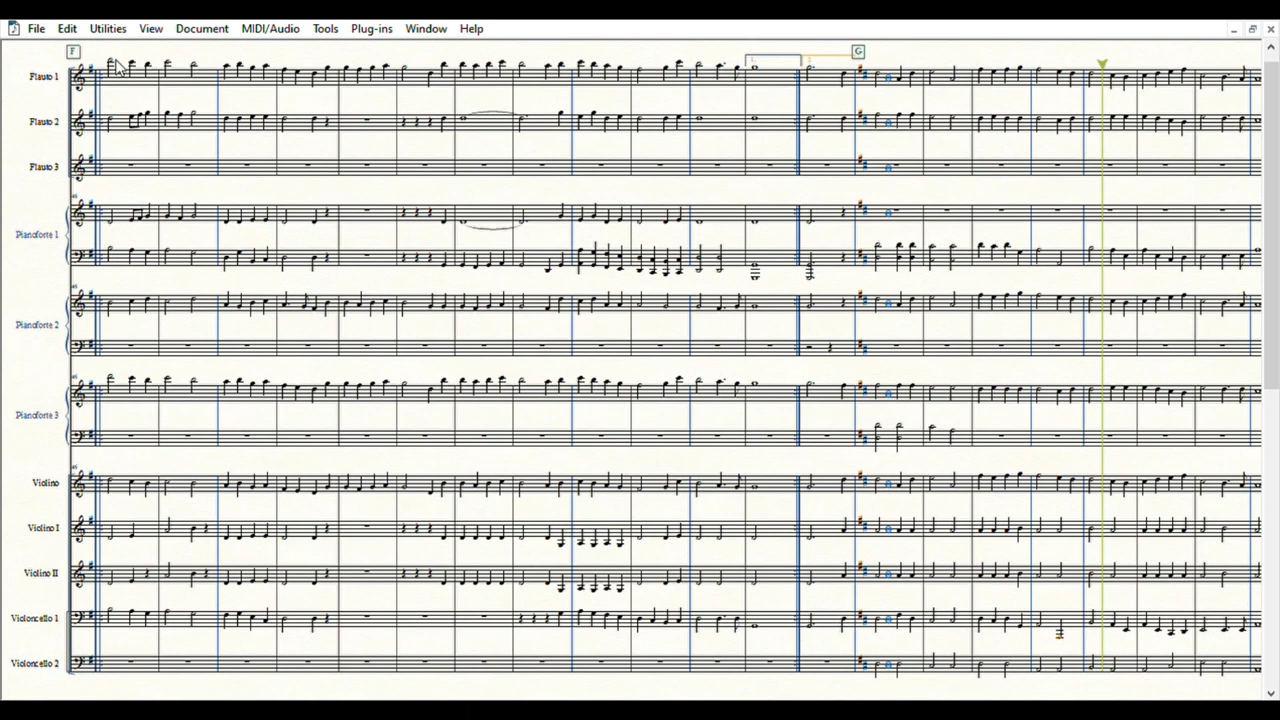 File Edit Utilities View Document MIDI/Audio Tools Plug-ins Window Help
F G
Flauto 1
Flauto 2
Flauto 3
Pianoforte 1
Pianoforte 2
Pianoforte 3
Violino
Violino I
Violino II
Violoncello 1
Violoncello 2